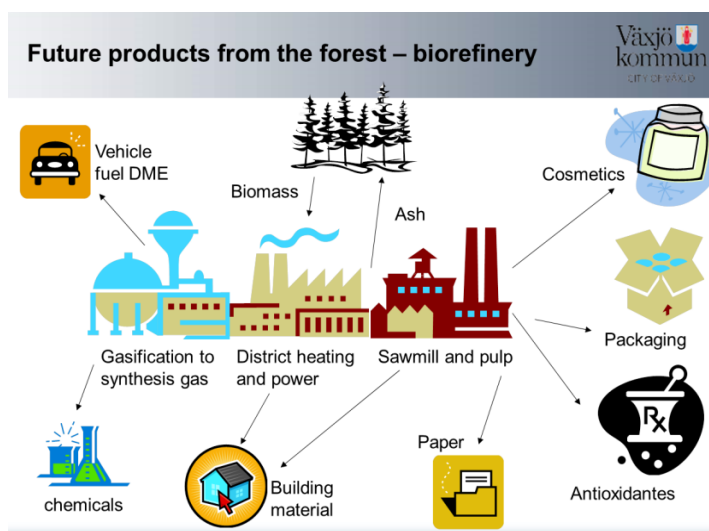 Future products from the forest – biorefinery
Växjö
kommun
CITY OF VÄXJÖ
Vehicle
fuel DME
Biomass
Ash
Cosmetics
Packaging
Gasification to
synthesis gas
District heating
and power
Sawmill and pulp
chemicals
Building
material
Paper
Rx
Antioxidantes